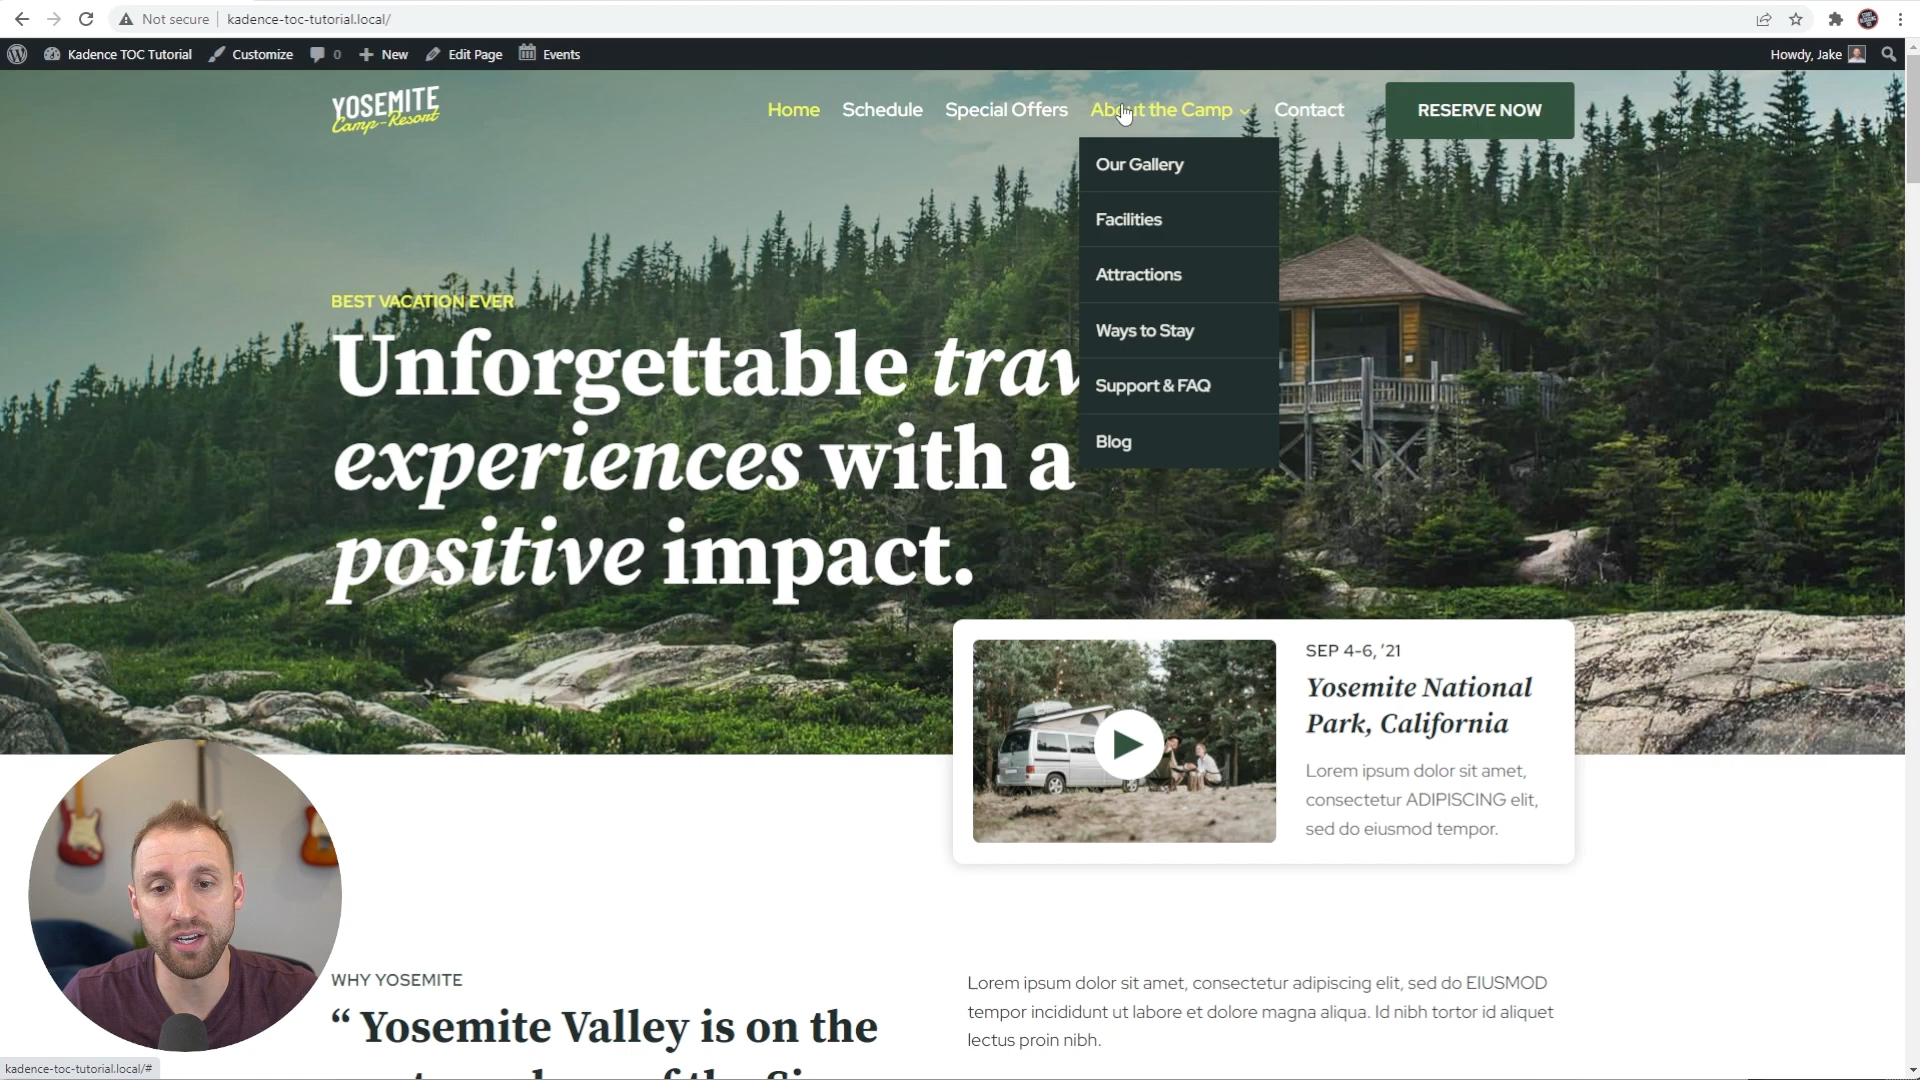 Not secure
kadence-toc-tutorial.local/
Kadence TOC Tutorial
Customize
0
New
Edit Page
Events
Howdy, Jake
YOSEMITE
Camp-Resort
Home
Schedule
Special Offers
About the Camp
Contact
RESERVE NOW
Our Gallery
Facilities
Attractions
Ways to Stay
Support & FAQ
Blog
BEST VACATION EVER
Unforgettable trav
experiences with a
positive impact.
SEP 4-6, ’21
Yosemite National
Park, California
Lorem ipsum dolor sit amet,
consectetur ADIPISCING elit,
sed do eiusmod tempor.
WHY YOSEMITE
“ Yosemite Valley is on the
Lorem ipsum dolor sit amet, consectetur adipiscing elit, sed do EIUSMOD
tempor incididunt ut labore et dolore magna aliqua. Id nibh tortor id aliquet
lectus proin nibh.
kadence-toc-tutorial.local/#